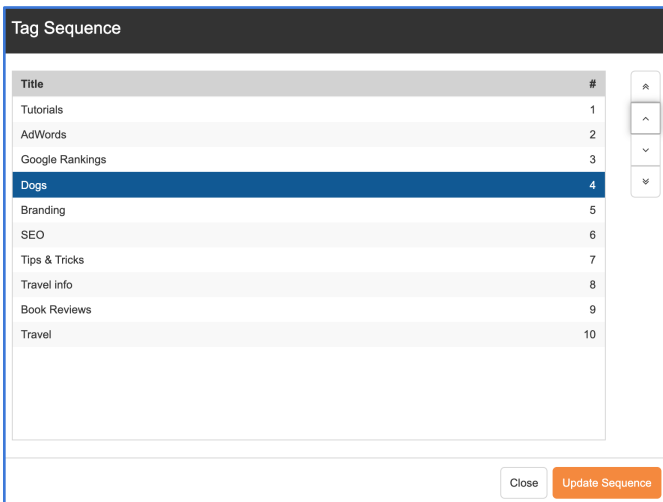 Tag Sequence
Title #
Tutorials 1
AdWords 2
Google Rankings 3
Dogs 4
Branding 5
SEO 6
Tips & Tricks 7
Travel info 8
Book Reviews 9
Travel 10
Close Update Sequence